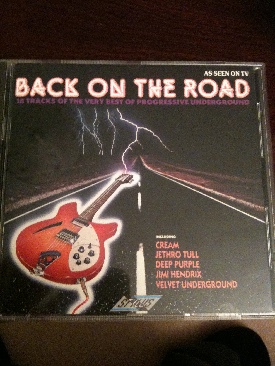 AS SEEN ON TV
BACK ON THE ROAD
18 TRACKS OF THE VERY BEST OF PROGRESSIVE UNDERGROUND
INCLUDING
CREAM
JETHRO TULL
DEEP PURPLE
JIMI HENDRIX
VELVET UNDERGROUND
STYLUS